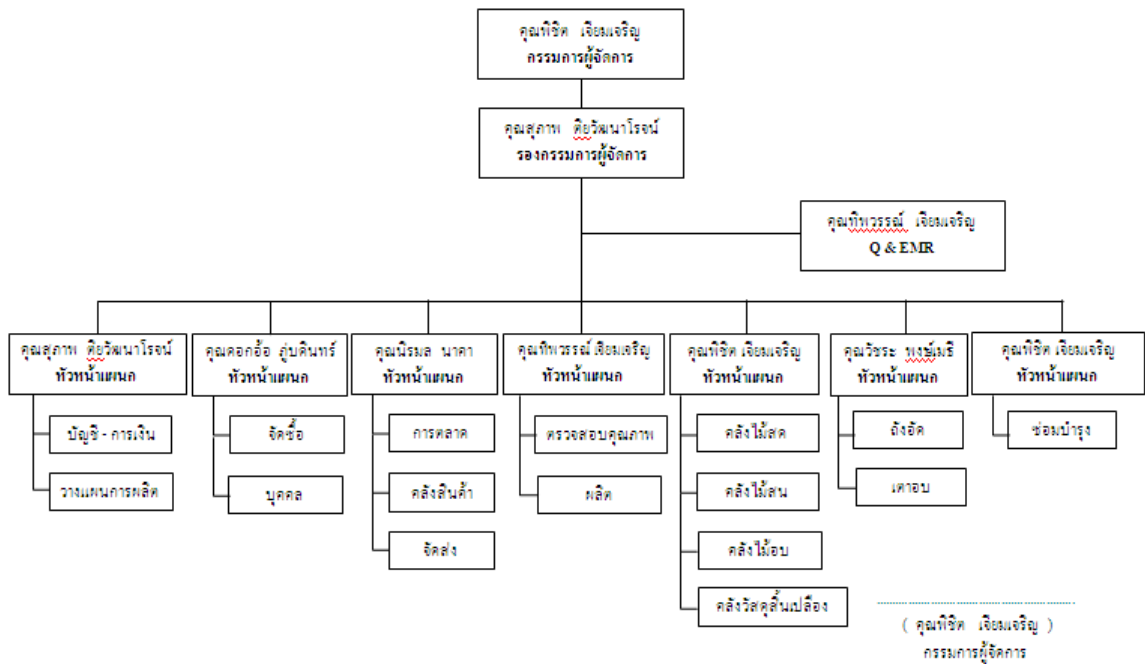 คุณพิชิต เจียมเจริญ
กรรมการผู้จัดการ
คุณสุภาพ ติยวัฒนาโรจน์
รองกรรมการผู้จัดการ
คุณทิพวรรณ์ เจียมเจริญ
Q & EMR
คุณสุภาพ ติยวัฒนาโรจน์
หัวหน้าแผนก
บัญชี - การเงิน
วางแผนการผลิต
คุณดอกอ้อ ภู่บดินทร์
หัวหน้าแผนก
จัดซื้อ
บุคคล
คุณนิรมล นาคา
หัวหน้าแผนก
การตลาด
คลังสินค้า
จัดส่ง
คุณทิพวรรณ์ เจียมเจริญ
หัวหน้าแผนก
ตรวจสอบคุณภาพ
ผลิต
คุณพิชิต เจียมเจริญ
หัวหน้าแผนก
คลังไม้สด
คลังไม้สน
คลังไม้อบ
คลังวัสดุสิ้นเปลือง
คุณวัชระ พงษ์เมธี
หัวหน้าแผนก
ถังอัด
เตาอบ
คุณพิชิต เจียมเจริญ
หัวหน้าแผนก
ซ่อมบำรุง
( คุณพิชิต เจียมเจริญ )
กรรมการผู้จัดการ